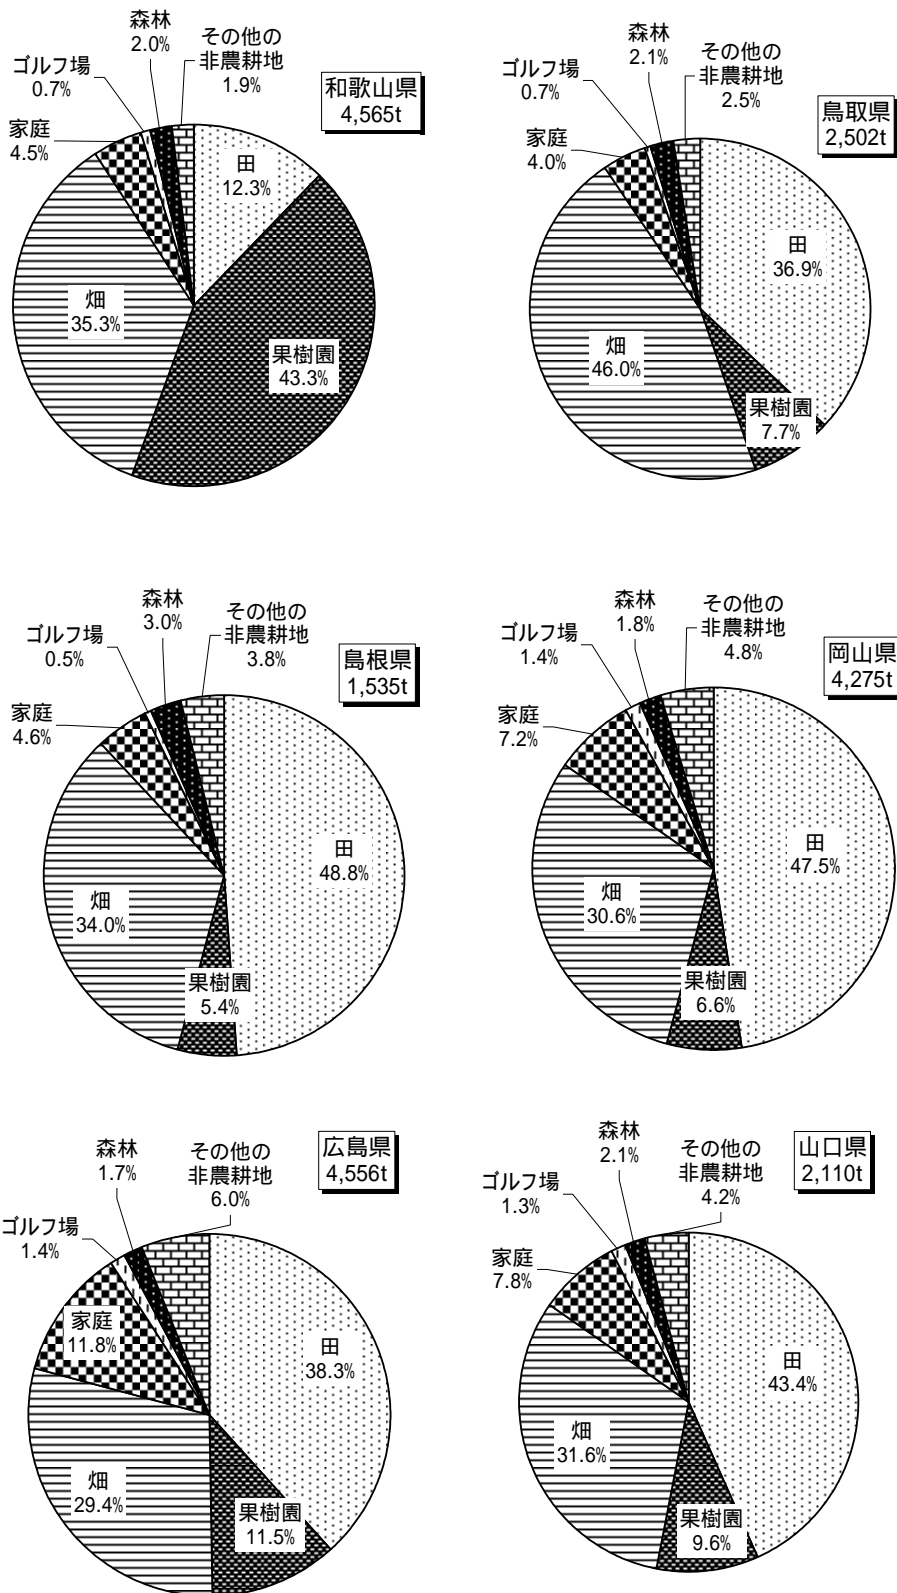 和歌山県
4,565t
森林
2.0%
その他の
非農耕地
1.9%
ゴルフ場
0.7%
家庭
4.5%
田
12.3%
畑
35.3%
果樹園
43.3%
鳥取県
2,502t
森林
2.1%
その他の
非農耕地
2.5%
ゴルフ場
0.7%
家庭
4.0%
田
36.9%
畑
46.0%
果樹園
7.7%
島根県
1,535t
森林
3.0%
その他の
非農耕地
3.8%
ゴルフ場
0.5%
家庭
4.6%
田
48.8%
畑
34.0%
果樹園
5.4%
岡山県
4,275t
森林
1.8%
その他の
非農耕地
4.8%
ゴルフ場
1.4%
家庭
7.2%
田
47.5%
畑
30.6%
果樹園
6.6%
広島県
4,556t
森林
1.7%
その他の
非農耕地
6.0%
ゴルフ場
1.4%
家庭
11.8%
田
38.3%
畑
29.4%
果樹園
11.5%
山口県
2,110t
森林
2.1%
その他の
非農耕地
4.2%
ゴルフ場
1.3%
家庭
7.8%
田
43.4%
畑
31.6%
果樹園
9.6%